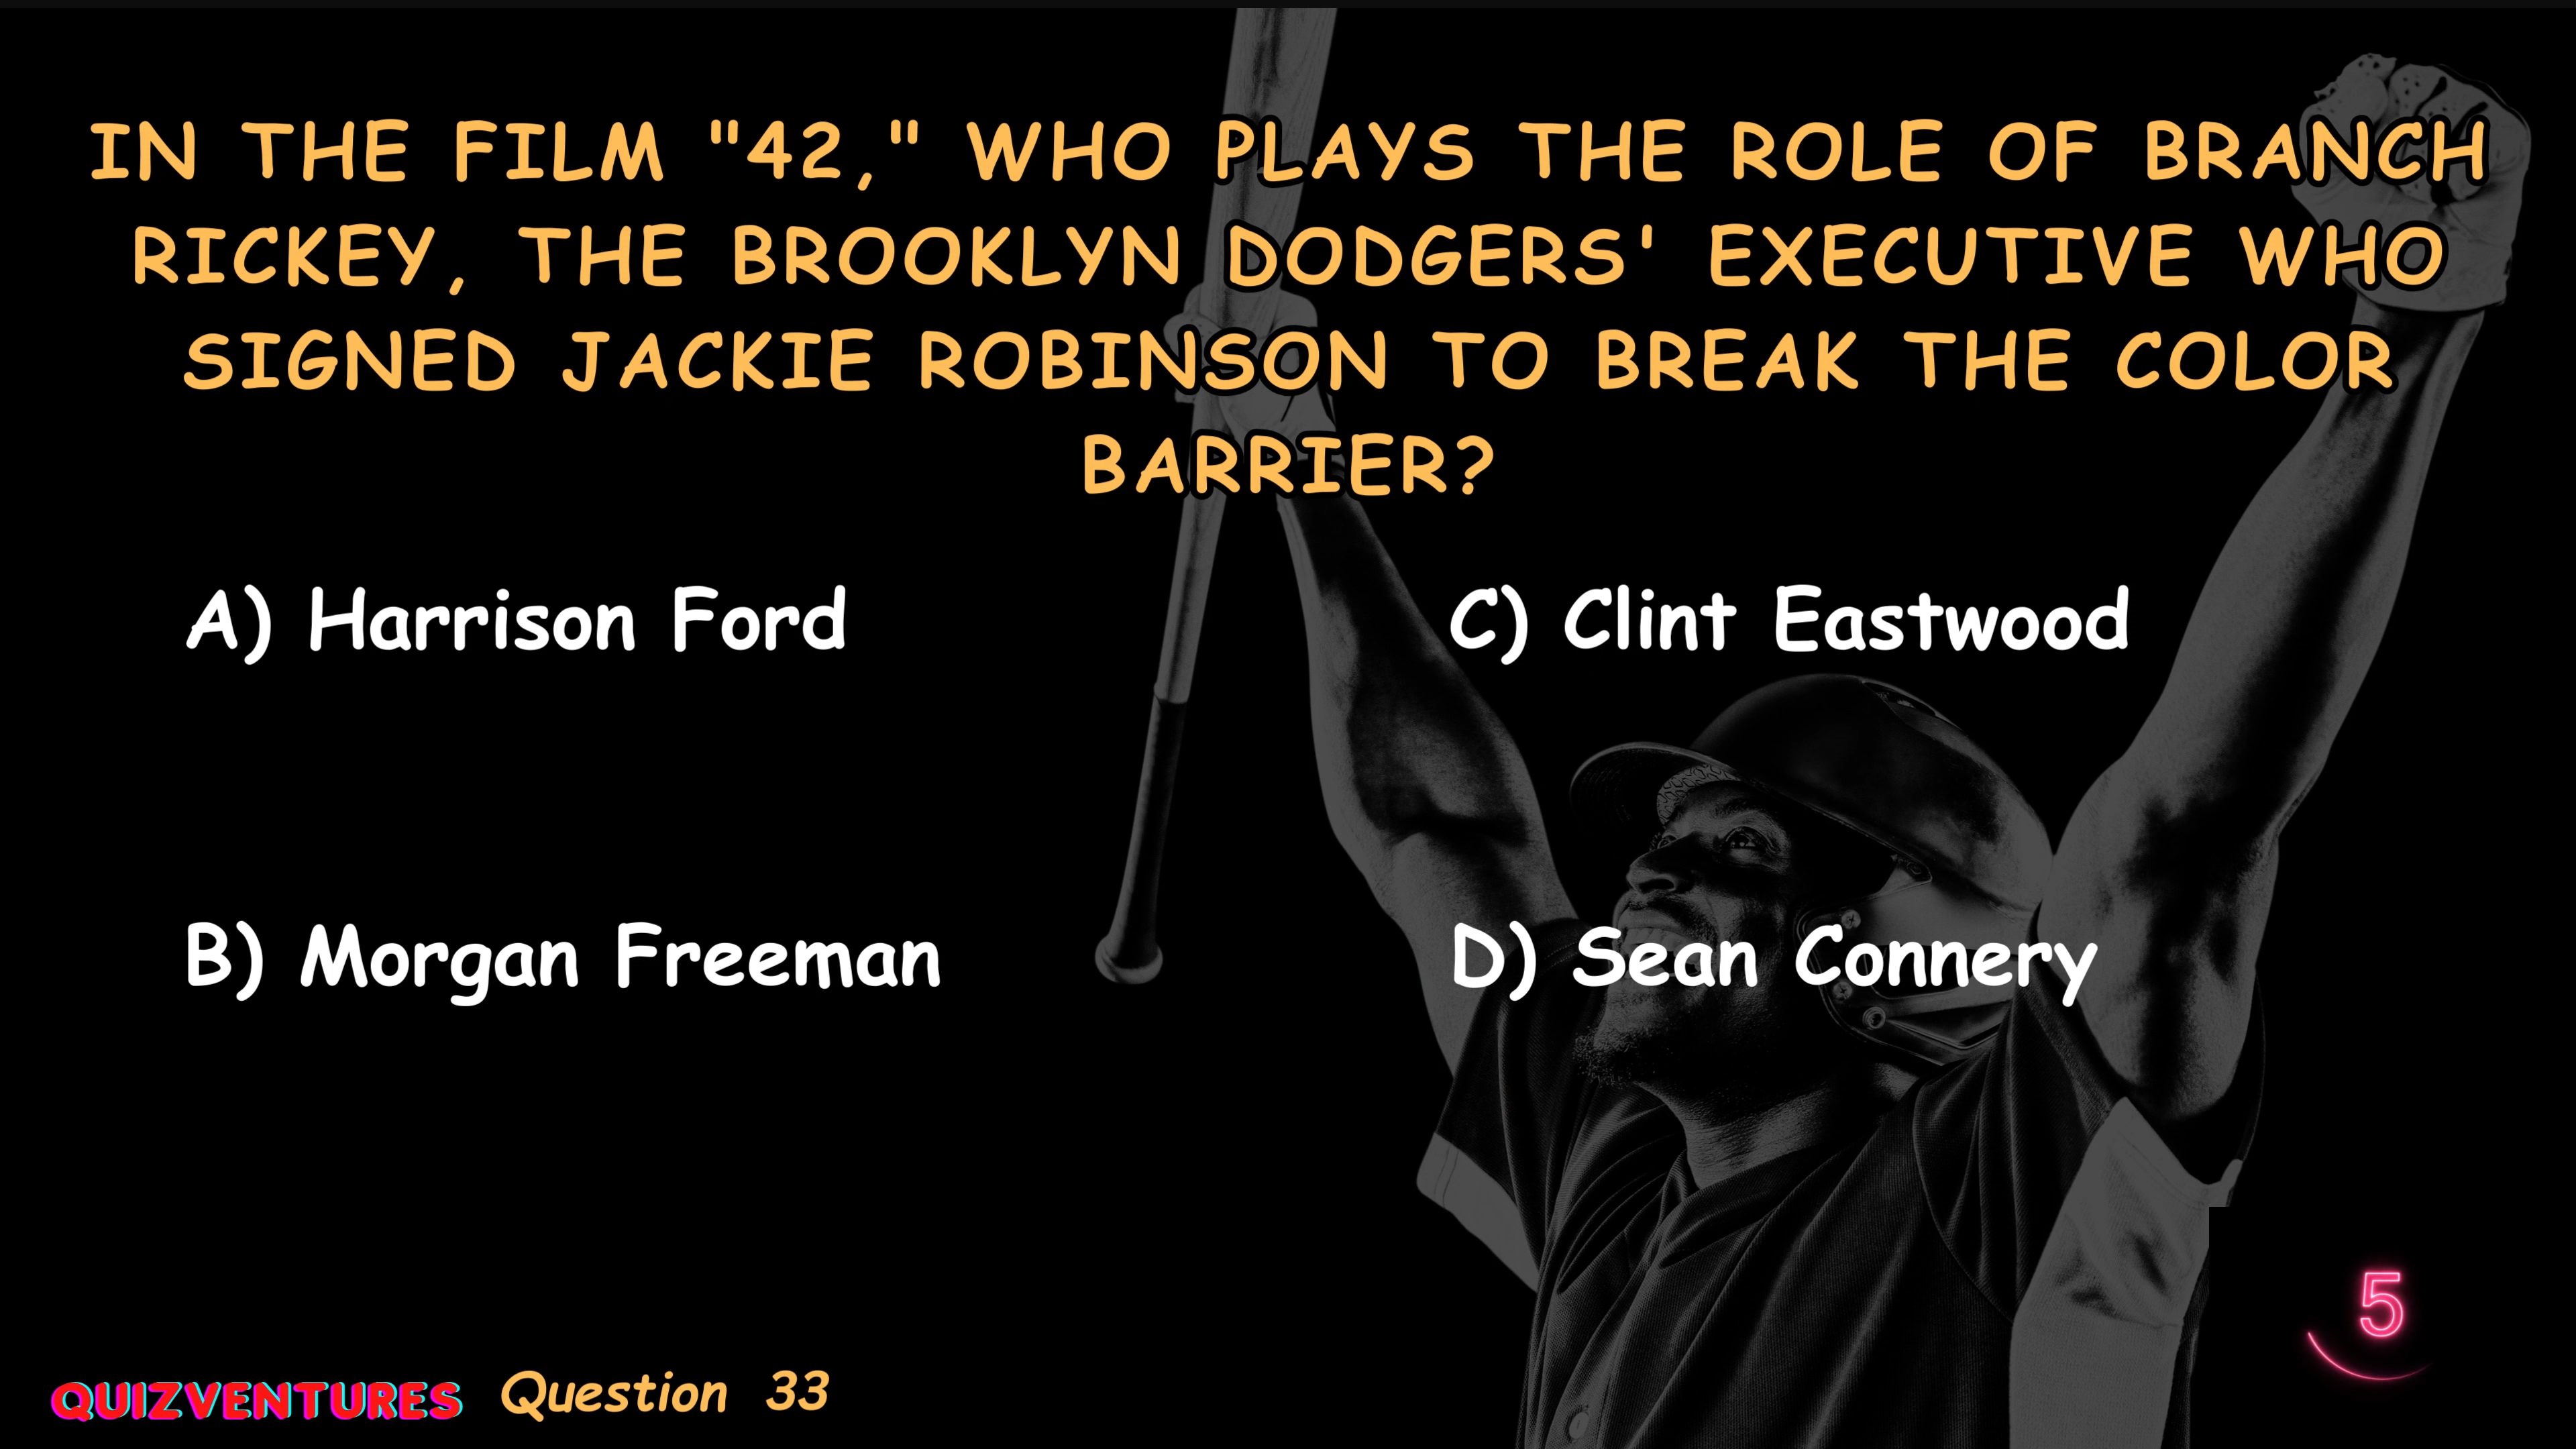 IN THE FILM "42," WHO PLAYS THE ROLE OF BRANCH
RICKEY, THE BROOKLYN DODGERS' EXECUTIVE WHO
SIGNED JACKIE ROBINSON TO BREAK THE COLOR
BARRIER?
A) Harrison Ford
C) Clint Eastwood
B) Morgan Freeman
D) Sean Connery
5
QUIZVENTURES Question 33